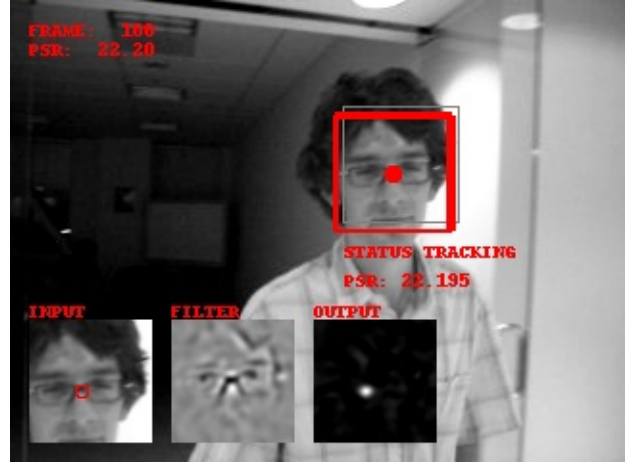 FRAME: 100
PSR: 22.20
STATUS TRACKING
PSR: 22.195
INPUT FILTER OUTPUT